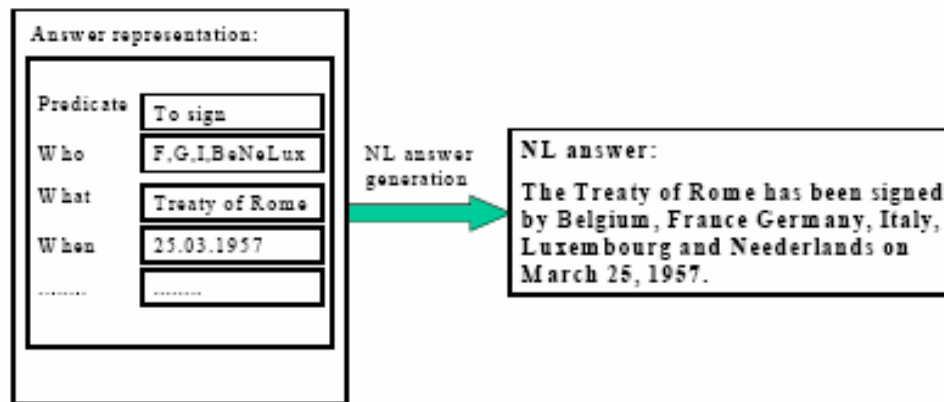 Answer representation:
Predicate To sign
Who F,G,I,BeNeLux
What Treaty of Rome
When 25.03.1957
........ ........
NL answer
generation
NL answer:
The Treaty of Rome has been signed
by Belgium, France Germany, Italy,
Luxembourg and Neederlands on
March 25, 1957.